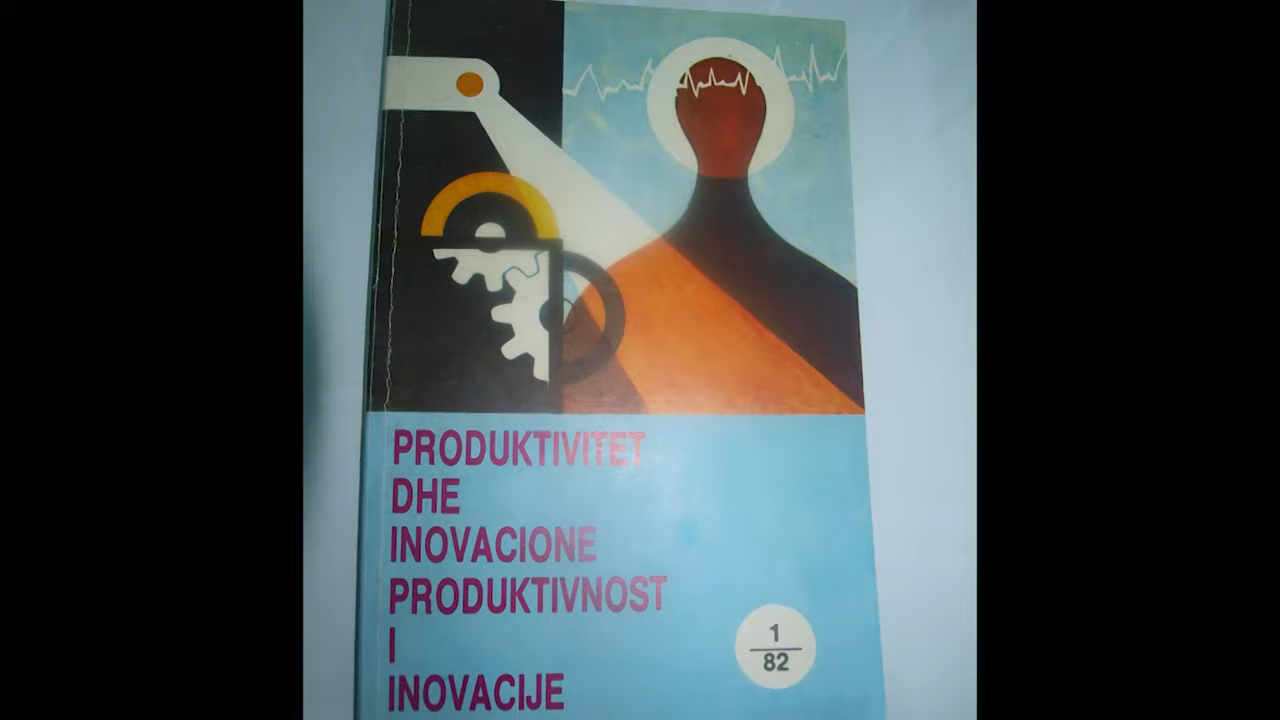 PRODUKTIVITET
DHE
INOVACIONE
PRODUKTIVNOST
I
INOVACIJE
1
82